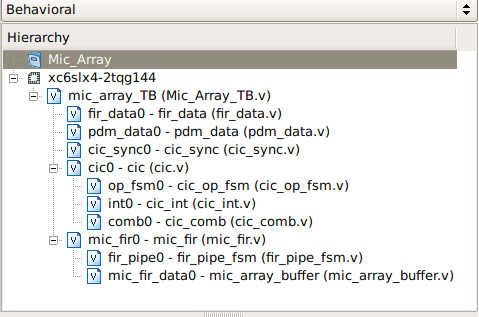 Behavioral
Hierarchy
Mic_Array
xc6slx4-2tqg144
mic_array_TB (Mic_Array_TB.v)
fir_data0 - fir_data (fir_data.v)
pdm_data0 - pdm_data (pdm_data.v)
cic_sync0 - cic_sync (cic_sync.v)
cic0 - cic (cic.v)
op_fsm0 - cic_op_fsm (cic_op_fsm.v)
int0 - cic_int (cic_int.v)
comb0 - cic_comb (cic_comb.v)
mic_fir0 - mic_fir (mic_fir.v)
fir_pipe0 - fir_pipe_fsm (fir_pipe_fsm.v)
mic_fir_data0 - mic_array_buffer (mic_array_buffer.v)